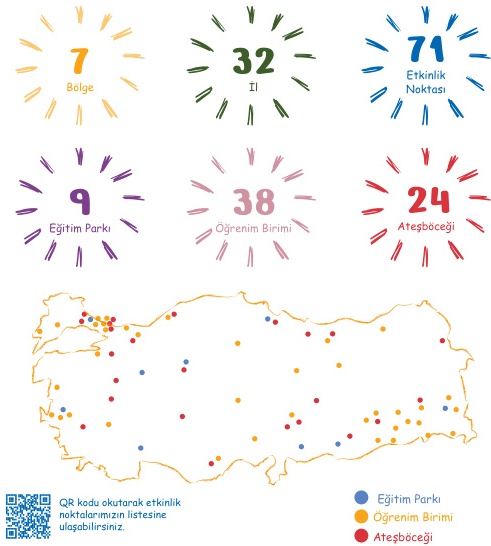 7
Bölge
32
İl
71
Etkinlik
Noktası
9
Eğitim Parkı
38
Öğrenim Birimi
24
Ateşböceği
QR kodu okutarak etkinlik
noktalarımızın listesine
ulaşabilirsiniz.
Eğitim Parkı
Öğrenim Birimi
Ateşböceği